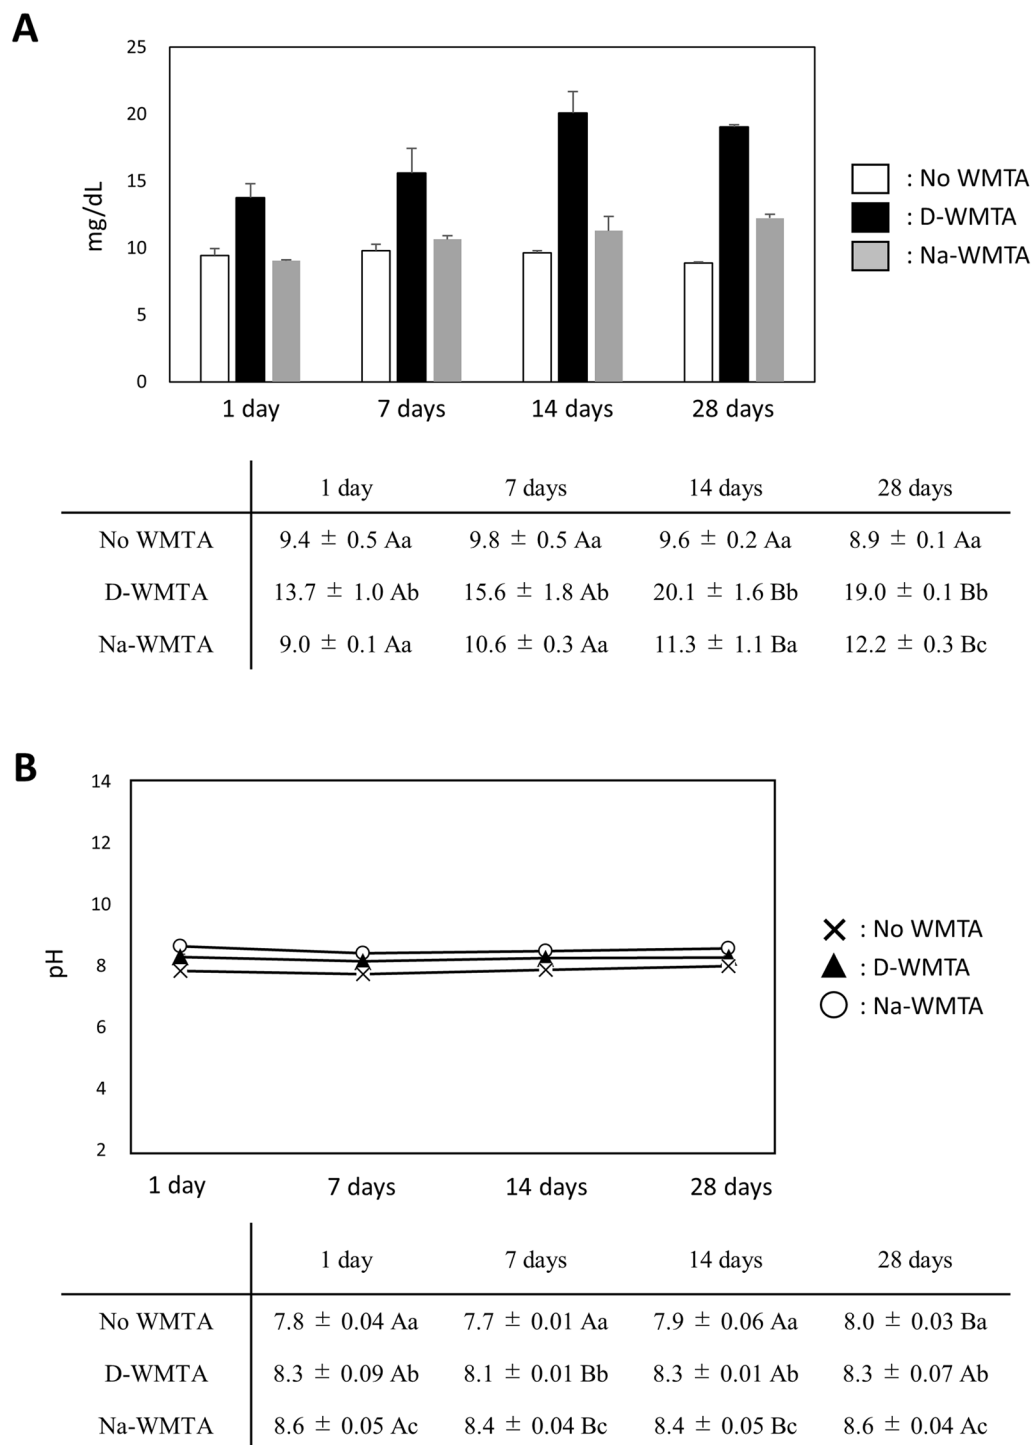 A
25
20
15
10
5
0
mg/dL
1 day 7 days 14 days 28 days
: No WMTA
: D-WMTA
: Na-WMTA
1 day 7 days 14 days 28 days
No WMTA 9.4 ± 0.5 Aa 9.8 ± 0.5 Aa 9.6 ± 0.2 Aa 8.9 ± 0.1 Aa
D-WMTA 13.7 ± 1.0 Ab 15.6 ± 1.8 Ab 20.1 ± 1.6 Bb 19.0 ± 0.1 Bb
Na-WMTA 9.0 ± 0.1 Aa 10.6 ± 0.3 Aa 11.3 ± 1.1 Ba 12.2 ± 0.3 Bc
B
14
12
10
8
6
4
2
pH
1 day 7 days 14 days 28 days
: No WMTA
: D-WMTA
: Na-WMTA
1 day 7 days 14 days 28 days
No WMTA 7.8 ± 0.04 Aa 7.7 ± 0.01 Aa 7.9 ± 0.06 Aa 8.0 ± 0.03 Ba
D-WMTA 8.3 ± 0.09 Ab 8.1 ± 0.01 Bb 8.3 ± 0.01 Ab 8.3 ± 0.07 Ab
Na-WMTA 8.6 ± 0.05 Ac 8.4 ± 0.04 Bc 8.4 ± 0.05 Bc 8.6 ± 0.04 Ac